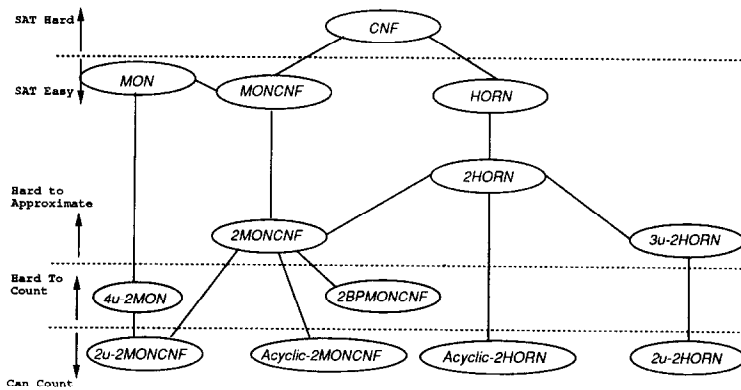 SAT Hard
CNF
MON
SAT Easy
MONCNF
HORN
2HORN
Hard to
Approximate
2MONCNF
3u-2HORN
Hard To
Count
4u-2MON
2BPMONCNF
2u-2MONCNF
Acyclic-2MONCNF
Acyclic-2HORN
2u-2HORN
Can Count